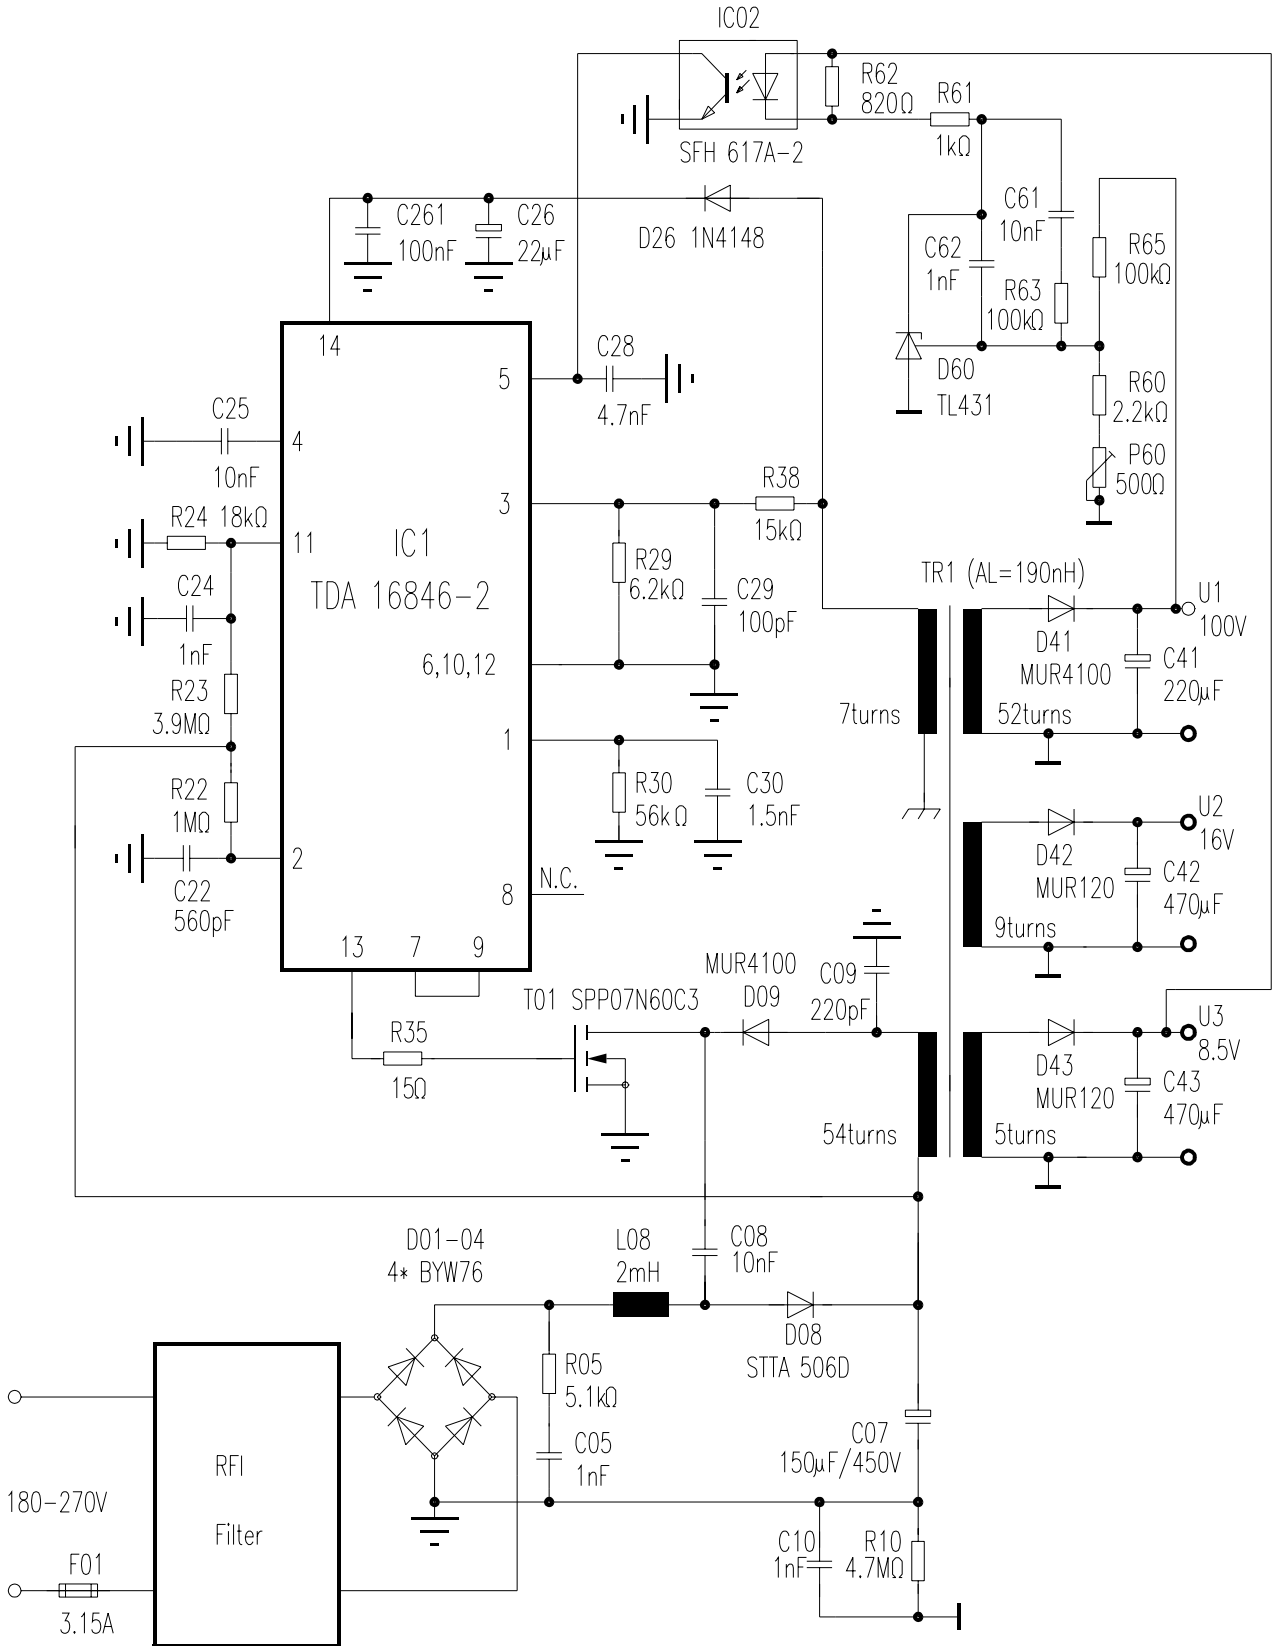 IC02
R62
820Ω
R61
1kΩ
SFH 617A-2
C261
100nF
C26
22µF
D26 1N4148
C61
10nF
C62
1nF
R65
100kΩ
R63
100kΩ
14
5
C28
4.7nF
D60
TL431
R60
2.2kΩ
P60
500Ω
C25
10nF
4
3
R38
15kΩ
R24 18kΩ
11
IC1
TDA 16846-2
R29
6.2kΩ
C29
100pF
TR1 (AL=190nH)
U1
100V
C24
1nF
D41
MUR4100
C41
220µF
6,10,12
R23
3.9MΩ
7turns
52turns
1
R22
1MΩ
R30
56kΩ
C30
1.5nF
U2
16V
D42
MUR120
C42
470µF
2
C22
560pF
8
N.C.
9turns
13
7
9
MUR4100
D09
C09
220pF
T01 SPP07N60C3
R35
15Ω
U3
8.5V
D43
MUR120
C43
470µF
54turns
5turns
D01-04
4* BYW76
L08
2mH
C08
10nF
D08
STTA 506D
R05
5.1kΩ
C07
150µF/450V
C05
1nF
RFI
Filter
180-270V
F01
3.15A
C10
1nF
R10
4.7MΩ